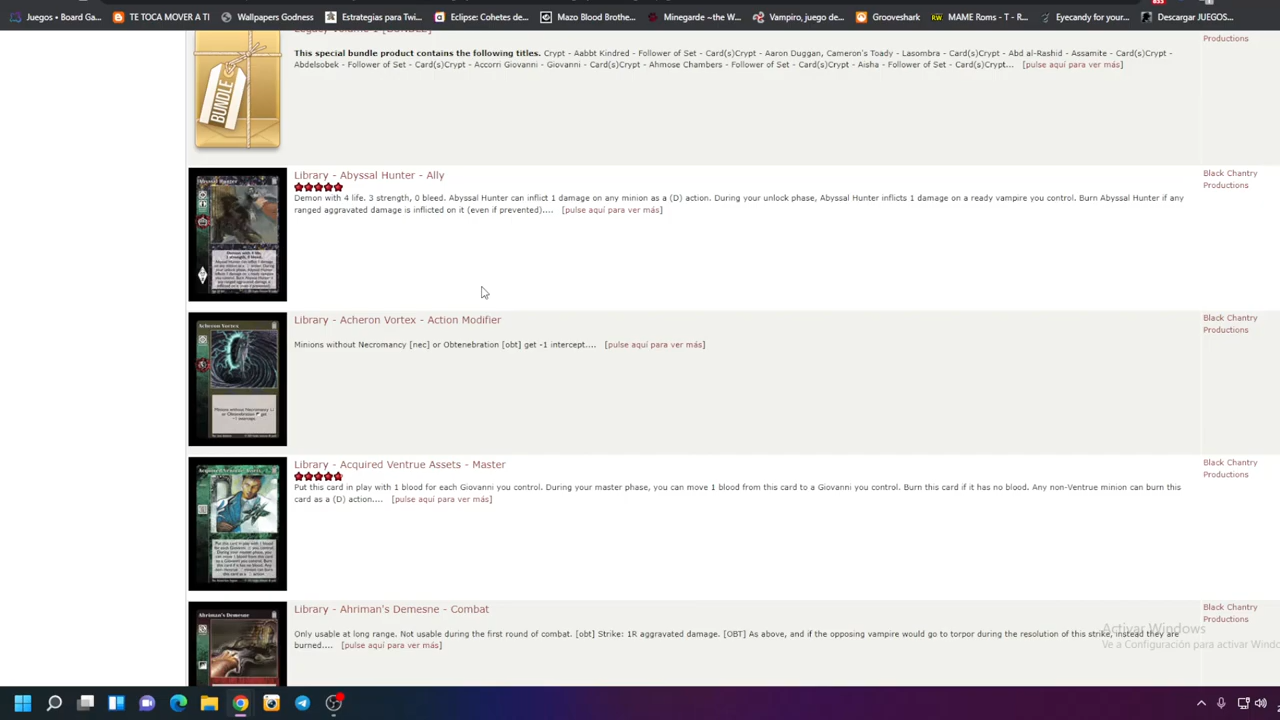 Juegos • Board Ga...
TE TOCA MOVER A TI
Wallpapers Godness
Estrategias para Twi...
Eclipse: Cohetes de...
Mazo Blood Brothe...
Minegarde - the W...
Vampiro, juego de...
Grooveshark
RW MAME Roms - T - R...
Eyecandy for your...
Descargar JUEGOS...
Legacy Volume 1 [BUNDLE]
Productions
BUNDLE
This special bundle product contains the following titles. Crypt - Aabbt Kindred - Follower of Set - Card(s)Crypt - Aaron Duggan, Cameron's Toady - Lasombra - Card(s)Crypt - Abd al-Rashid - Assamite - Card(s)Crypt -
Abdelsobek - Follower of Set - Card(s)Crypt - Accorri Giovanni - Giovanni - Card(s)Crypt - Ahmose Chambers - Follower of Set - Card(s)Crypt - Aisha - Follower of Set - Card(s)Crypt... [pulse aquí para ver más]
Library - Abyssal Hunter - Ally
Black Chantry
Productions
Demon with 4 life. 3 strength, 0 bleed. Abyssal Hunter can inflict 1 damage on any minion as a (D) action. During your unlock phase, Abyssal Hunter inflicts 1 damage on a ready vampire you control. Burn Abyssal Hunter if any
ranged aggravated damage is inflicted on it (even if prevented).... [pulse aquí para ver más]
Abyssal Hunter
Library - Acheron Vortex - Action Modifier
Black Chantry
Productions
Minions without Necromancy [nec] or Obtenebration [obt] get -1 intercept.... [pulse aquí para ver más]
Acheron Vortex
Library - Acquired Ventrue Assets - Master
Black Chantry
Productions
Put this card in play with 1 blood for each Giovanni you control. During your master phase, you can move 1 blood from this card to a Giovanni you control. Burn this card if it has no blood. Any non-Ventrue minion can burn this
card as a (D) action.... [pulse aquí para ver más]
Library - Ahriman's Demesne - Combat
Black Chantry
Productions
Only usable at long range. Not usable during the first round of combat. [obt] Strike: 1R aggravated damage. [OBT] As above, and if the opposing vampire would go to torpor during the resolution of this strike, instead they are
burned.... [pulse aquí para ver más]
Ahriman's Demesne
Activar Windows
Ve a Configuración para activar Windo